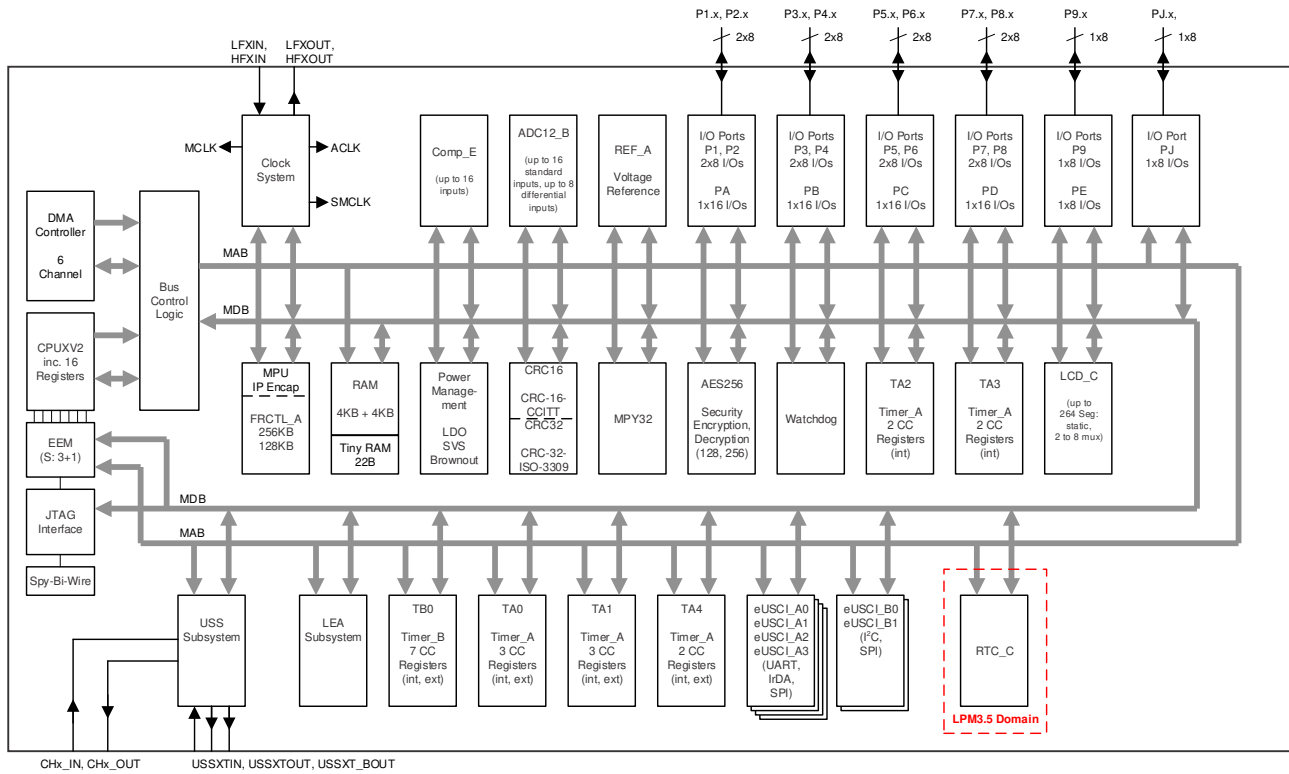 P1.x, P2.x
P3.x, P4.x
P5.x, P6.x
P7.x, P8.x
P9.x
PJ.x,
2x8
2x8
2x8
2x8
1x8
1x8
LFXIN,
HFXIN
LFXOUT,
HFXOUT
MCLK
Clock
System
ACLK
SMCLK
Comp_E
(up to 16
inputs)
ADC12_B
(up to 16
standard
inputs, up to 8
differential
inputs)
REF_A
Voltage
Reference
I/O Ports
P1, P2
2x8 I/Os
PA
1x16 I/Os
I/O Ports
P3, P4
2x8 I/Os
PB
1x16 I/Os
I/O Ports
P5, P6
2x8 I/Os
PC
1x16 I/Os
I/O Ports
P7, P8
2x8 I/Os
PD
1x16 I/Os
I/O Ports
P9
1x8 I/Os
PE
1x8 I/Os
I/O Port
PJ
1x8 I/Os
DMA
Controller
6
Channel
Bus
Control
Logic
MAB
MDB
CPUXV2
inc. 16
Registers
EEM
(S: 3+1)
JTAG
Interface
Spy-Bi-Wire
MPU
IP Encap
FRCTL_A
256KB
128KB
RAM
4KB + 4KB
Tiny RAM
22B
Power
Manage-
ment
LDO
SVS
Brownout
CRC16
CRC-16-
CCITT
CRC32
CRC-32-
ISO-3309
MPY32
AES256
Security
Encryption,
Decryption
(128, 256)
Watchdog
TA2
Timer_A
2 CC
Registers
(int)
TA3
Timer_A
2 CC
Registers
(int)
LCD_C
(up to
264 Seg:
static,
2 to 8 mux)
MDB
MAB
USS
Subsystem
LEA
Subsystem
TB0
Timer_B
7 CC
Registers
(int, ext)
TA0
Timer_A
3 CC
Registers
(int, ext)
TA1
Timer_A
3 CC
Registers
(int, ext)
TA4
Timer_A
2 CC
Registers
(int, ext)
eUSCI_A0
eUSCI_A1
eUSCI_A2
eUSCI_A3
(UART,
IrDA,
SPI)
eUSCI_B0
eUSCI_B1
(I²C,
SPI)
RTC_C
LPM3.5 Domain
CHx_IN, CHx_OUT
USSXTIN, USSXTOUT, USSXT_BOUT